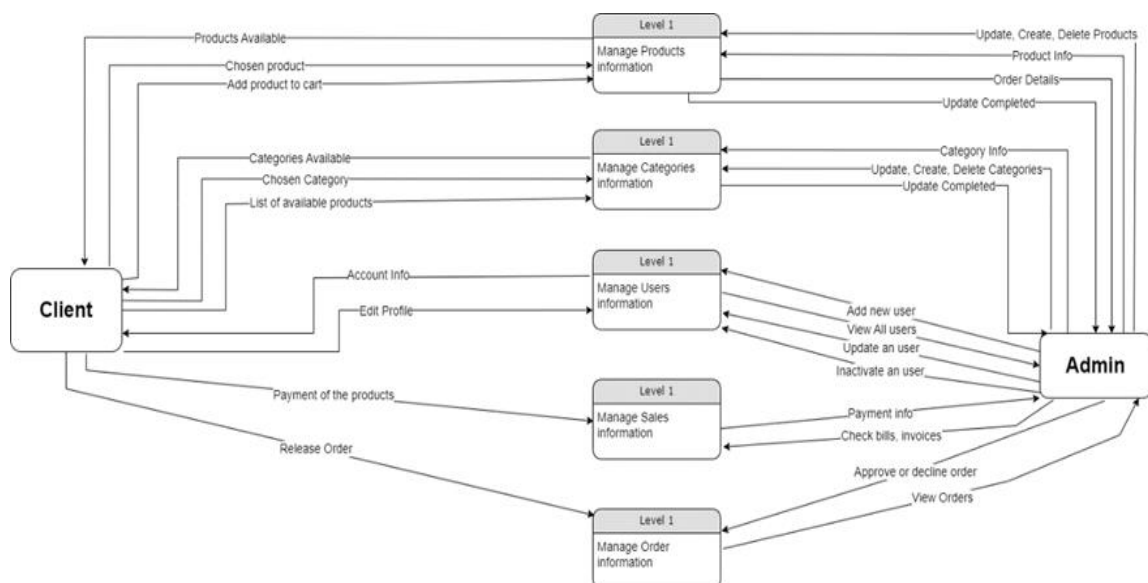 Level 1
Manage Products
information
Products Available
Chosen product
Add product to cart
Update, Create, Delete Products
Product Info
Order Details
Update Completed
Level 1
Manage Categories
information
Categories Available
Chosen Category
List of available products
Category Info
Update, Create, Delete Categories
Update Completed
Level 1
Manage Users
information
Account Info
Edit Profile
Add new user
View All users
Update an user
Inactivate an user
Client
Admin
Level 1
Manage Sales
information
Payment of the products
Payment info
Check bills, invoices
Release Order
Approve or decline order
View Orders
Level 1
Manage Order
information